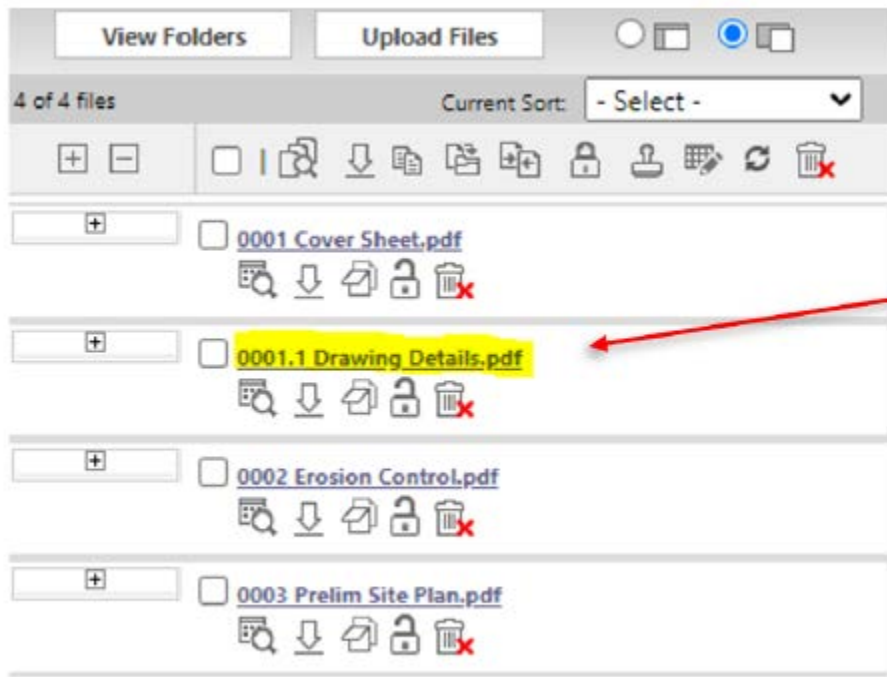 View Folders Upload Files
4 of 4 files Current Sort: - Select -
0001 Cover Sheet.pdf
0001.1 Drawing Details.pdf
0002 Erosion Control.pdf
0003 Prelim Site Plan.pdf